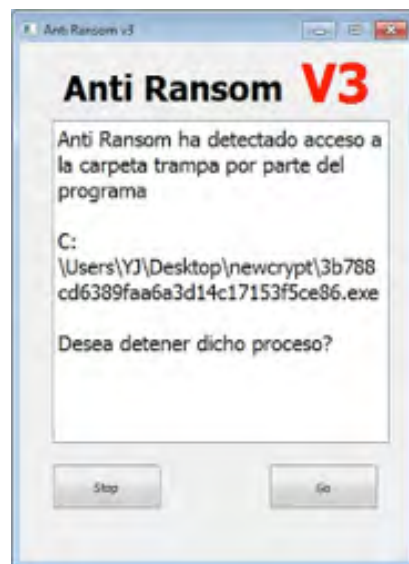 Anti Ransom v3
Anti Ransom V3
Anti Ransom ha detectado acceso a
la carpeta trampa por parte del
programa
C:
\Users\YJ\Desktop\newcrypt\3b788
cd6389faa6a3d14c17153f5ce86.exe
Desea detener dicho proceso?
Stop
Go